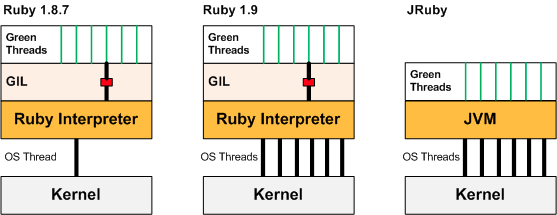 Ruby 1.8.7
Green
Threads
GIL
Ruby Interpreter
OS Thread
Kernel
Ruby 1.9
Green
Threads
GIL
Ruby Interpreter
OS Threads
Kernel
JRuby
Green
Threads
JVM
OS Threads
Kernel